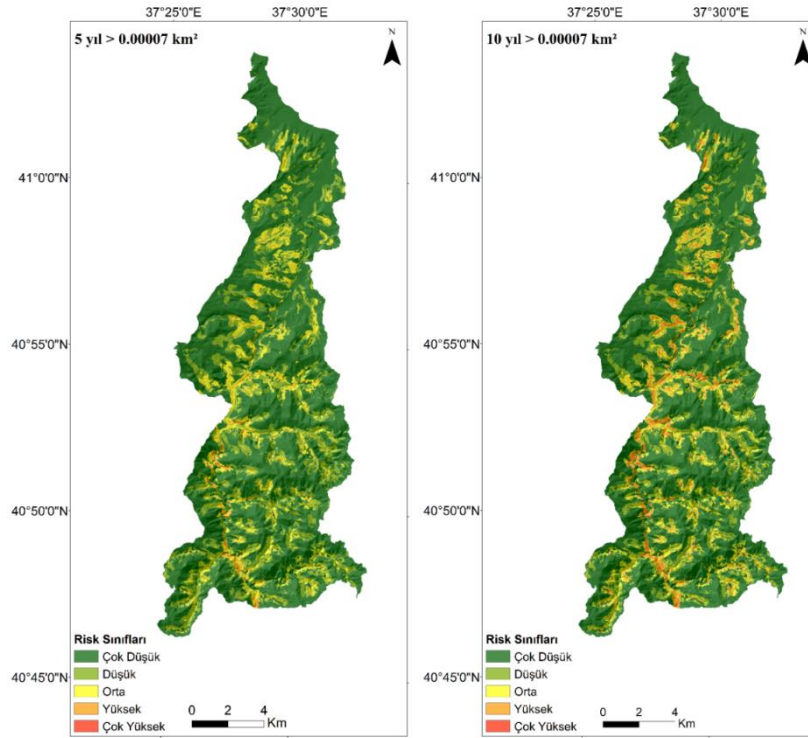 37°25'0"E 37°30'0"E
5 yıl > 0.00007 km²
N
41°0'0"N
40°55'0"N
40°50'0"N
40°45'0"N
Risk Sınıfları
Çok Düşük
Düşük
Orta
Yüksek
Çok Yüksek
0 2 4
Km
37°25'0"E 37°30'0"E
10 yıl > 0.00007 km²
N
41°0'0"N
40°55'0"N
40°50'0"N
40°45'0"N
Risk Sınıfları
Çok Düşük
Düşük
Orta
Yüksek
Çok Yüksek
0 2 4
Km